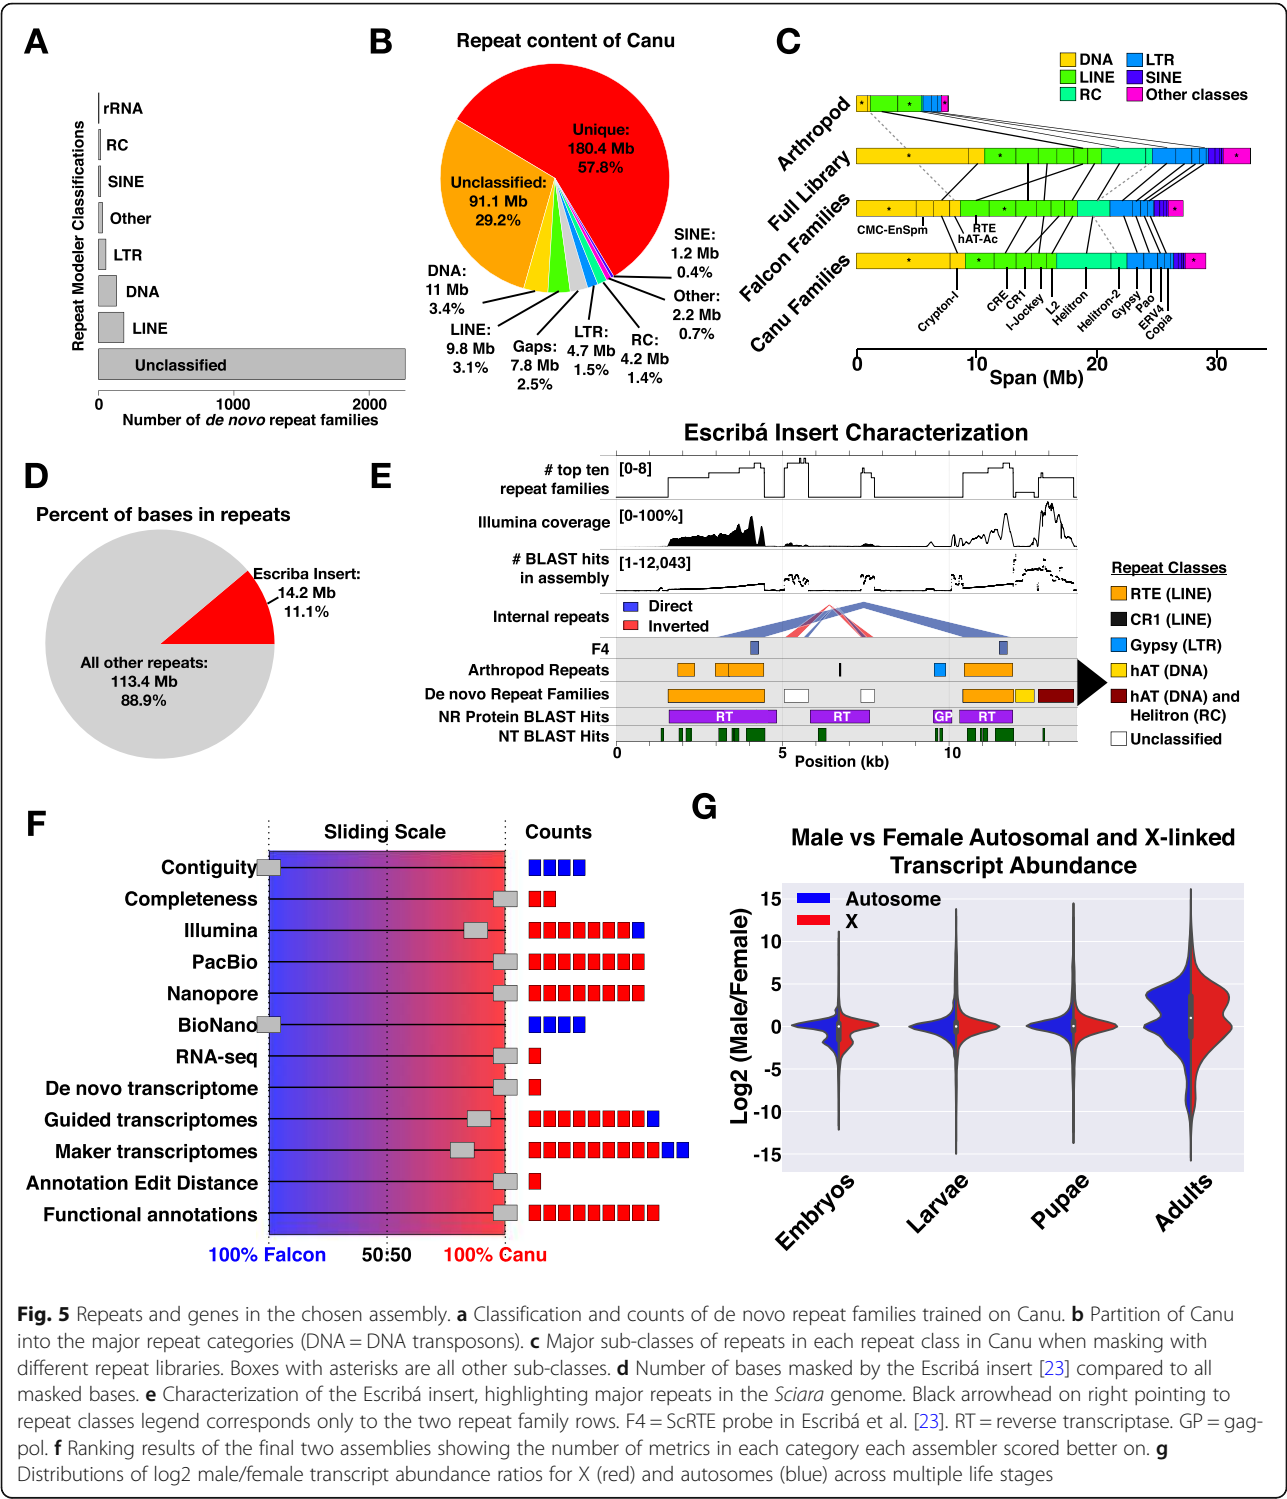 A
rRNA
RC
SINE
Other
LTR
DNA
LINE
Unclassified
Repeat Modeler Classifications
0 1000 2000
Number of de novo repeat families
B
Repeat content of Canu
Unique:
180.4 Mb
57.8%
Unclassified:
91.1 Mb
29.2%
DNA:
11 Mb
3.4%
LINE:
9.8 Mb
3.1%
Gaps:
7.8 Mb
2.5%
LTR:
4.7 Mb
1.5%
RC:
4.2 Mb
1.4%
Other:
2.2 Mb
0.7%
SINE:
1.2 Mb
0.4%
C
DNA
LINE
RC
LTR
SINE
Other classes
Arthropod
Full Library
Falcon Families
Canu Families
CMC-EnSpm
RTE
hAT-Ac
Crypton-I
CRE
CR1
I-Jockey
L2
Helitron
Helitron-2
Gypsy
Pao
ERV4
Copia
0 10 20 30
Span (Mb)
D
Percent of bases in repeats
Escriba Insert:
14.2 Mb
11.1%
All other repeats:
113.4 Mb
88.9%
E
Escribá Insert Characterization
# top ten
repeat families
[0-8]
Illumina coverage
[0-100%]
# BLAST hits
in assembly
[1-12,043]
Internal repeats
Direct
Inverted
F4
Arthropod Repeats
De novo Repeat Families
NR Protein BLAST Hits
RT RT GP RT
NT BLAST Hits
0 5 10
Position (kb)
Repeat Classes
RTE (LINE)
CR1 (LINE)
Gypsy (LTR)
hAT (DNA)
hAT (DNA) and
Helitron (RC)
Unclassified
F
Sliding Scale
Counts
Contiguity
Completeness
Illumina
PacBio
Nanopore
BioNano
RNA-seq
De novo transcriptome
Guided transcriptomes
Maker transcriptomes
Annotation Edit Distance
Functional annotations
100% Falcon 50:50 100% Canu
G
Male vs Female Autosomal and X-linked
Transcript Abundance
Autosome
X
Log2 (Male/Female)
15
10
5
0
-5
-10
-15
Embryos
Larvae
Pupae
Adults
Fig. 5 Repeats and genes in the chosen assembly. a Classification and counts of de novo repeat families trained on Canu. b Partition of Canu
into the major repeat categories (DNA = DNA transposons). c Major sub-classes of repeats in each repeat class in Canu when masking with
different repeat libraries. Boxes with asterisks are all other sub-classes. d Number of bases masked by the Escribá insert [23] compared to all
masked bases. e Characterization of the Escribá insert, highlighting major repeats in the Sciara genome. Black arrowhead on right pointing to
repeat classes legend corresponds only to the two repeat family rows. F4 = ScRTE probe in Escribá et al. [23]. RT = reverse transcriptase. GP = gag-
pol. f Ranking results of the final two assemblies showing the number of metrics in each category each assembler scored better on. g
Distributions of log2 male/female transcript abundance ratios for X (red) and autosomes (blue) across multiple life stages